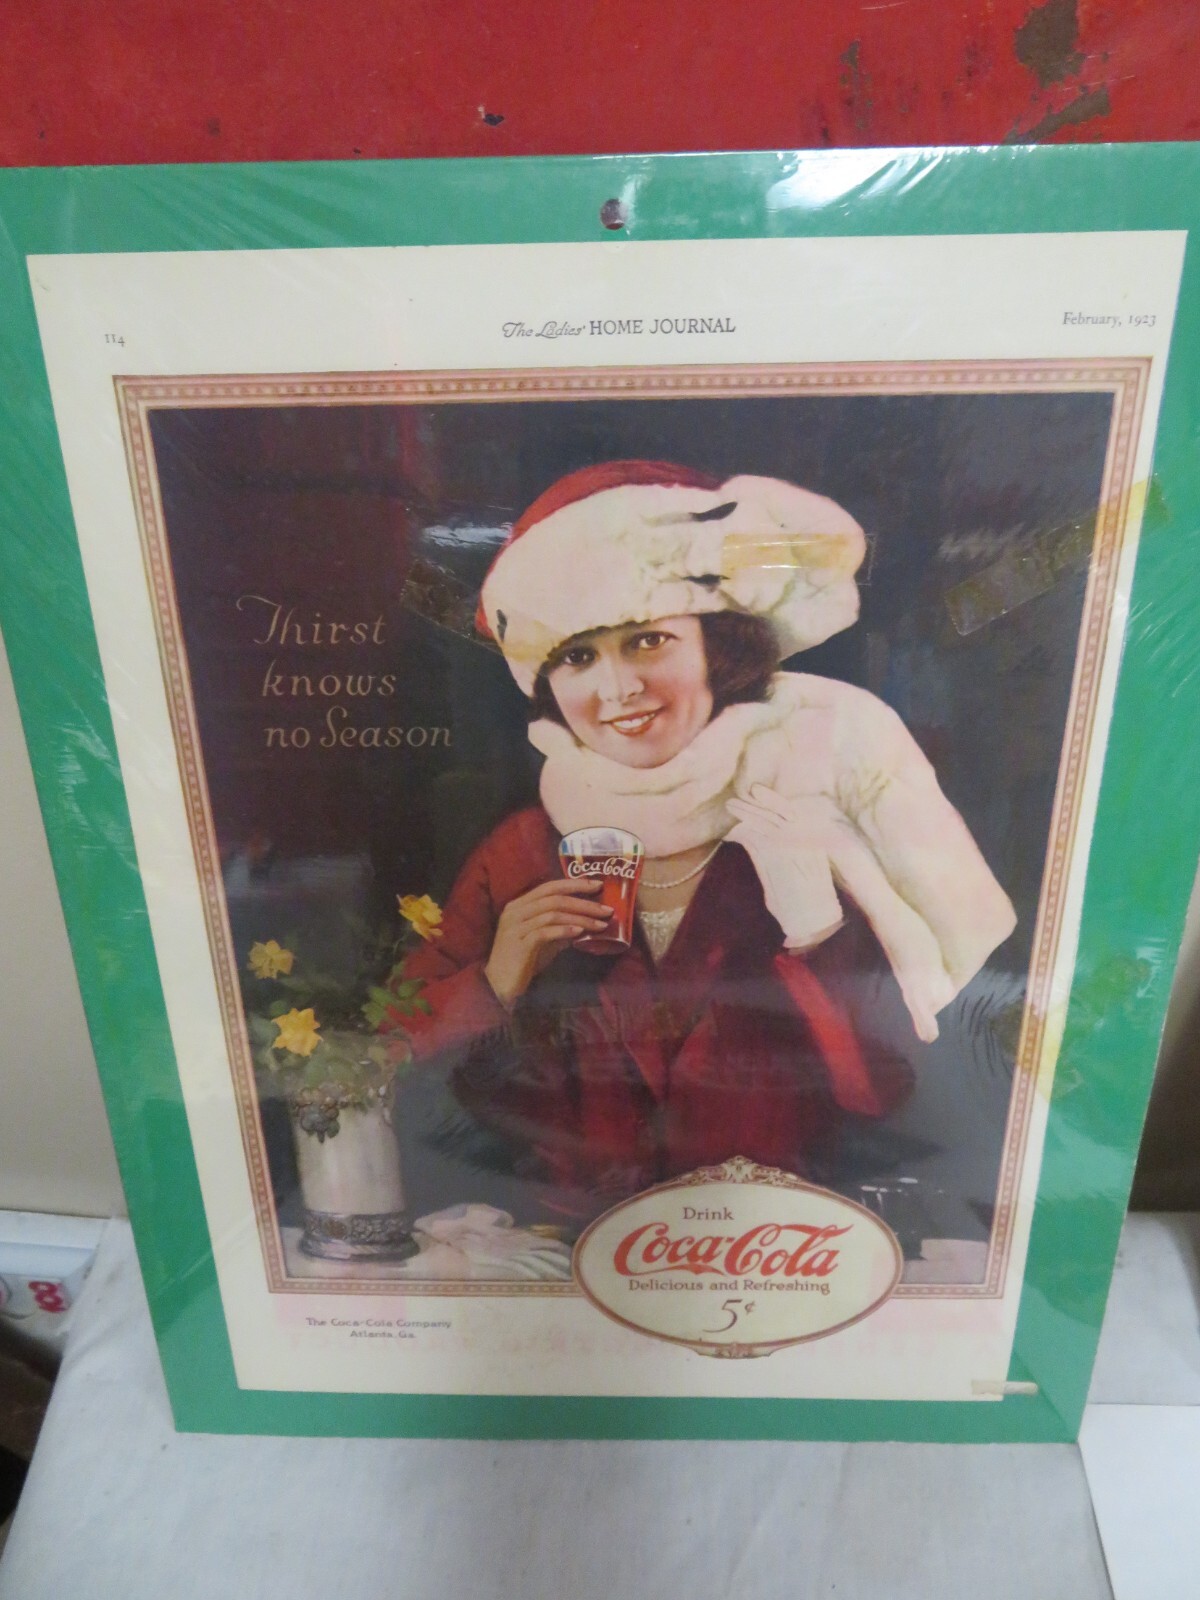 114
The Ladies' HOME JOURNAL
February, 1923
Thirst
knows
no Season
Coca-Cola
Drink
Coca-Cola
Delicious and Refreshing
5¢
The Coca-Cola Company
Atlanta, Ga.
8